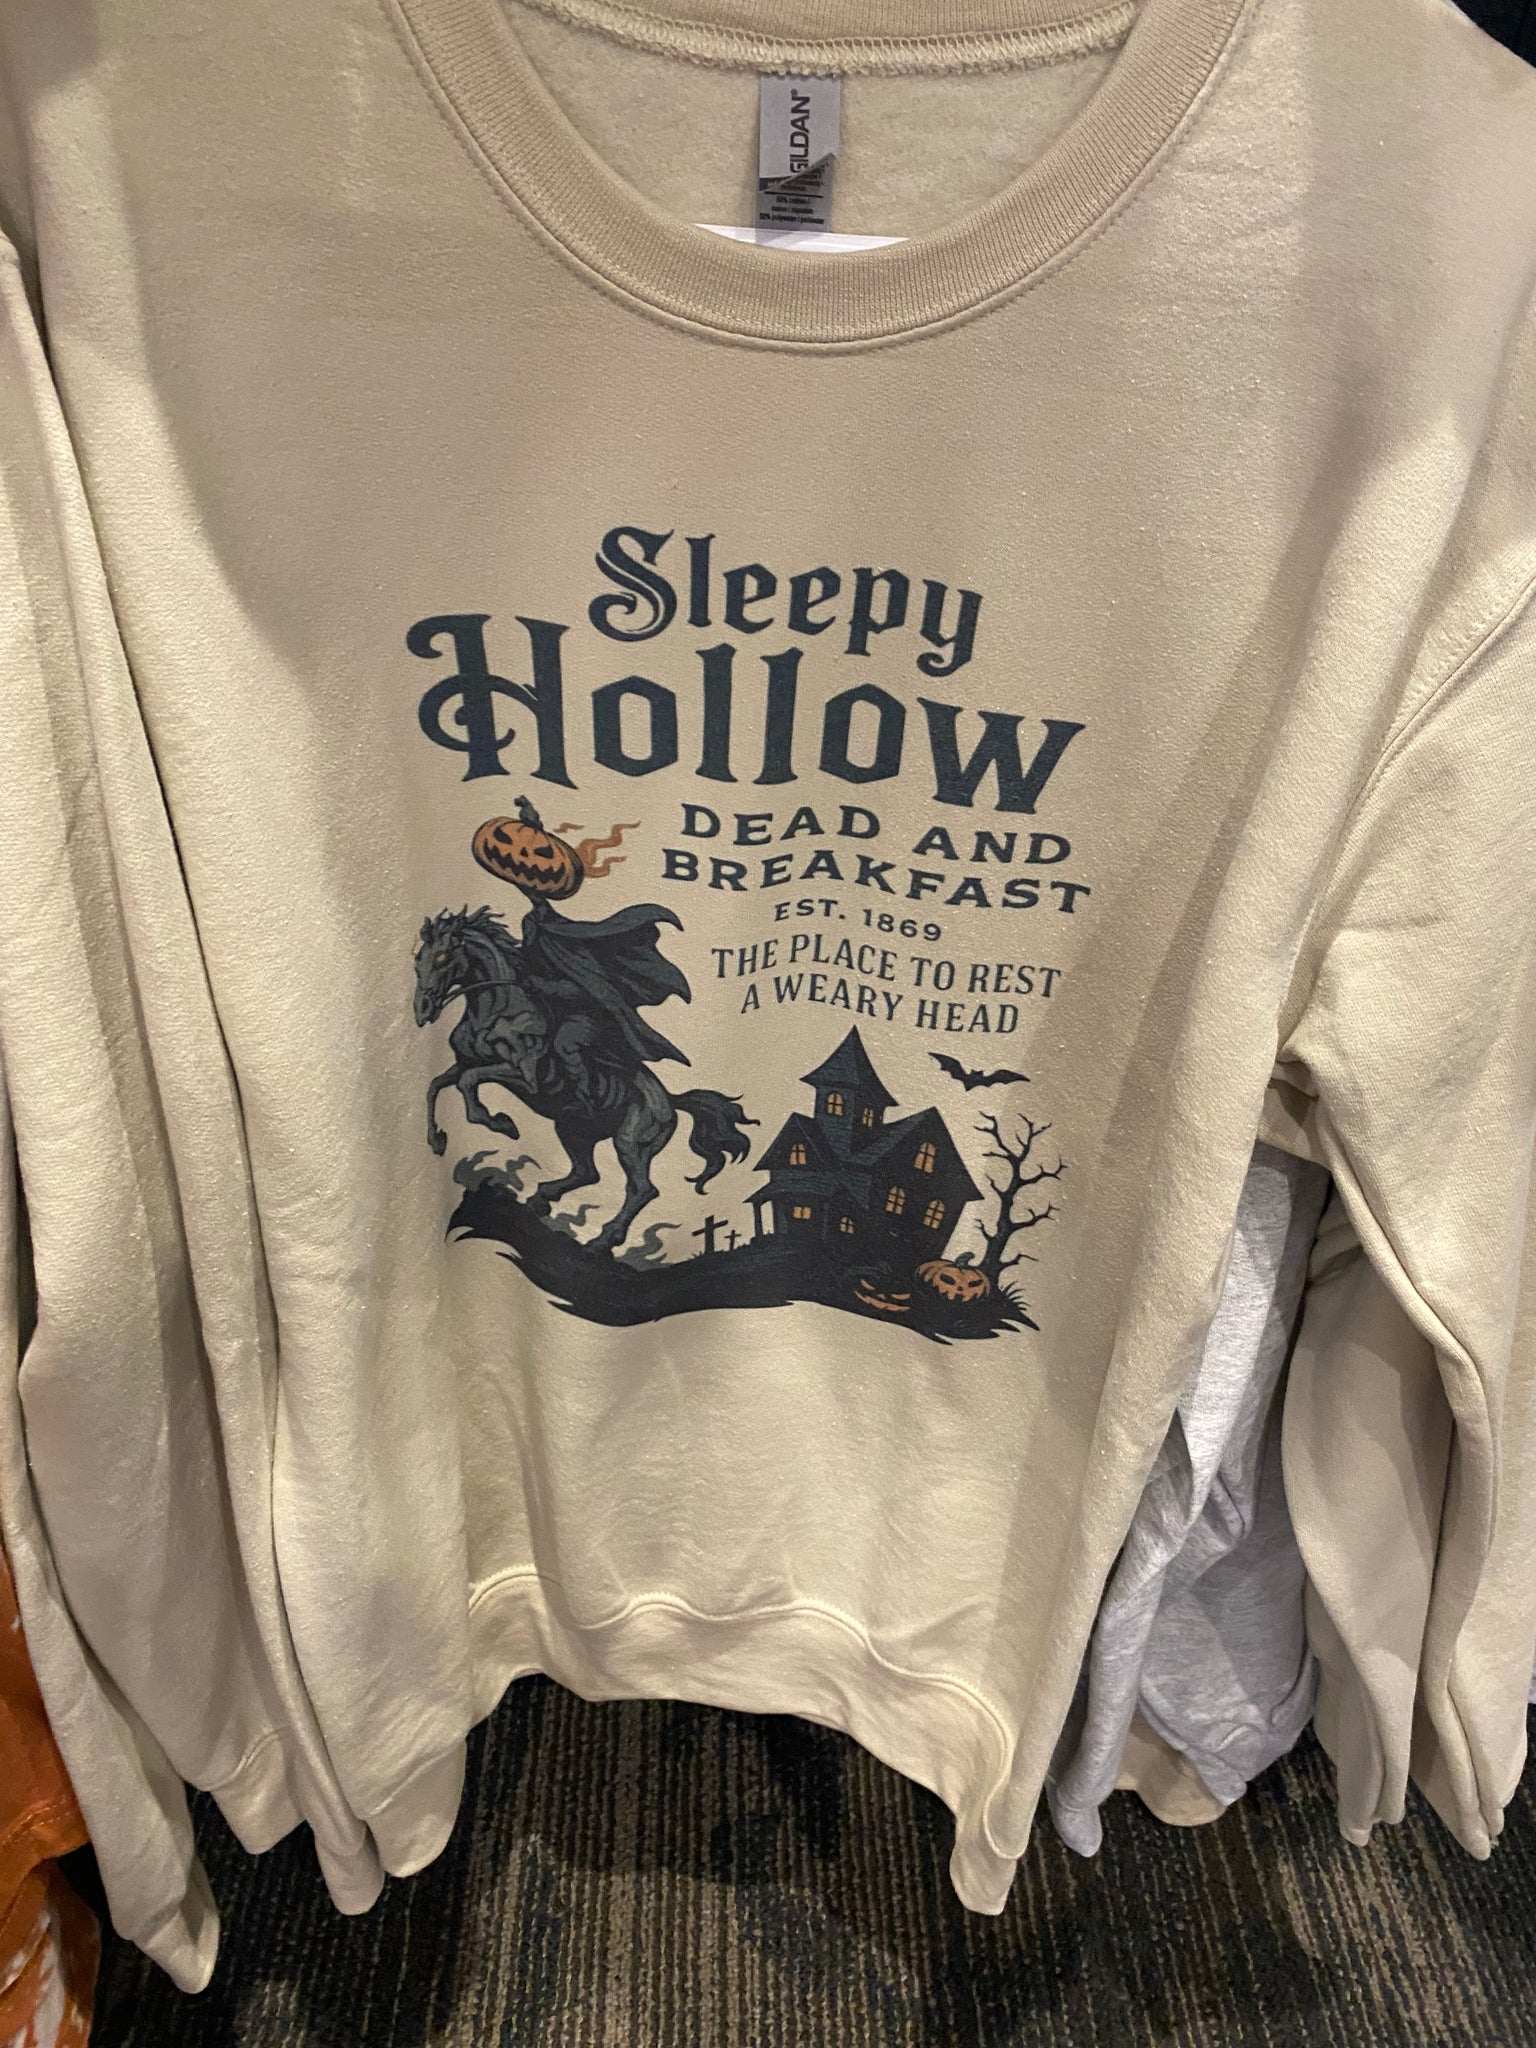 GILDAN®
Sleepy
Hollow
DEAD AND
BREAKFAST
EST. 1869
THE PLACE TO REST
A WEARY HEAD